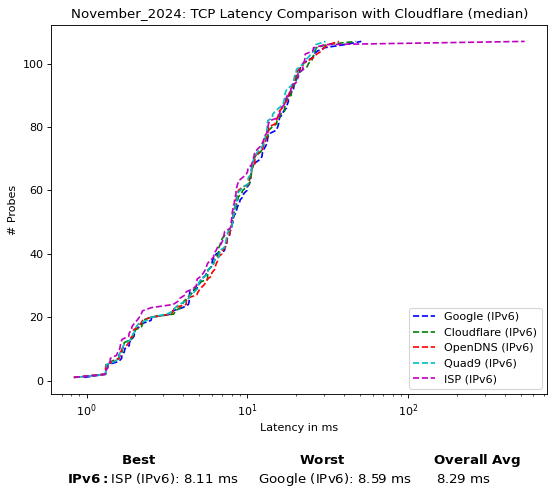 November_2024: TCP Latency Comparison with Cloudflare (median)
# Probes
100
80
60
40
20
0
Google (IPv6)
Cloudflare (IPv6)
OpenDNS (IPv6)
Quad9 (IPv6)
ISP (IPv6)
10⁰ 10¹ 10²
Latency in ms
Best Worst Overall Avg
IPv6: ISP (IPv6): 8.11 ms Google (IPv6): 8.59 ms 8.29 ms